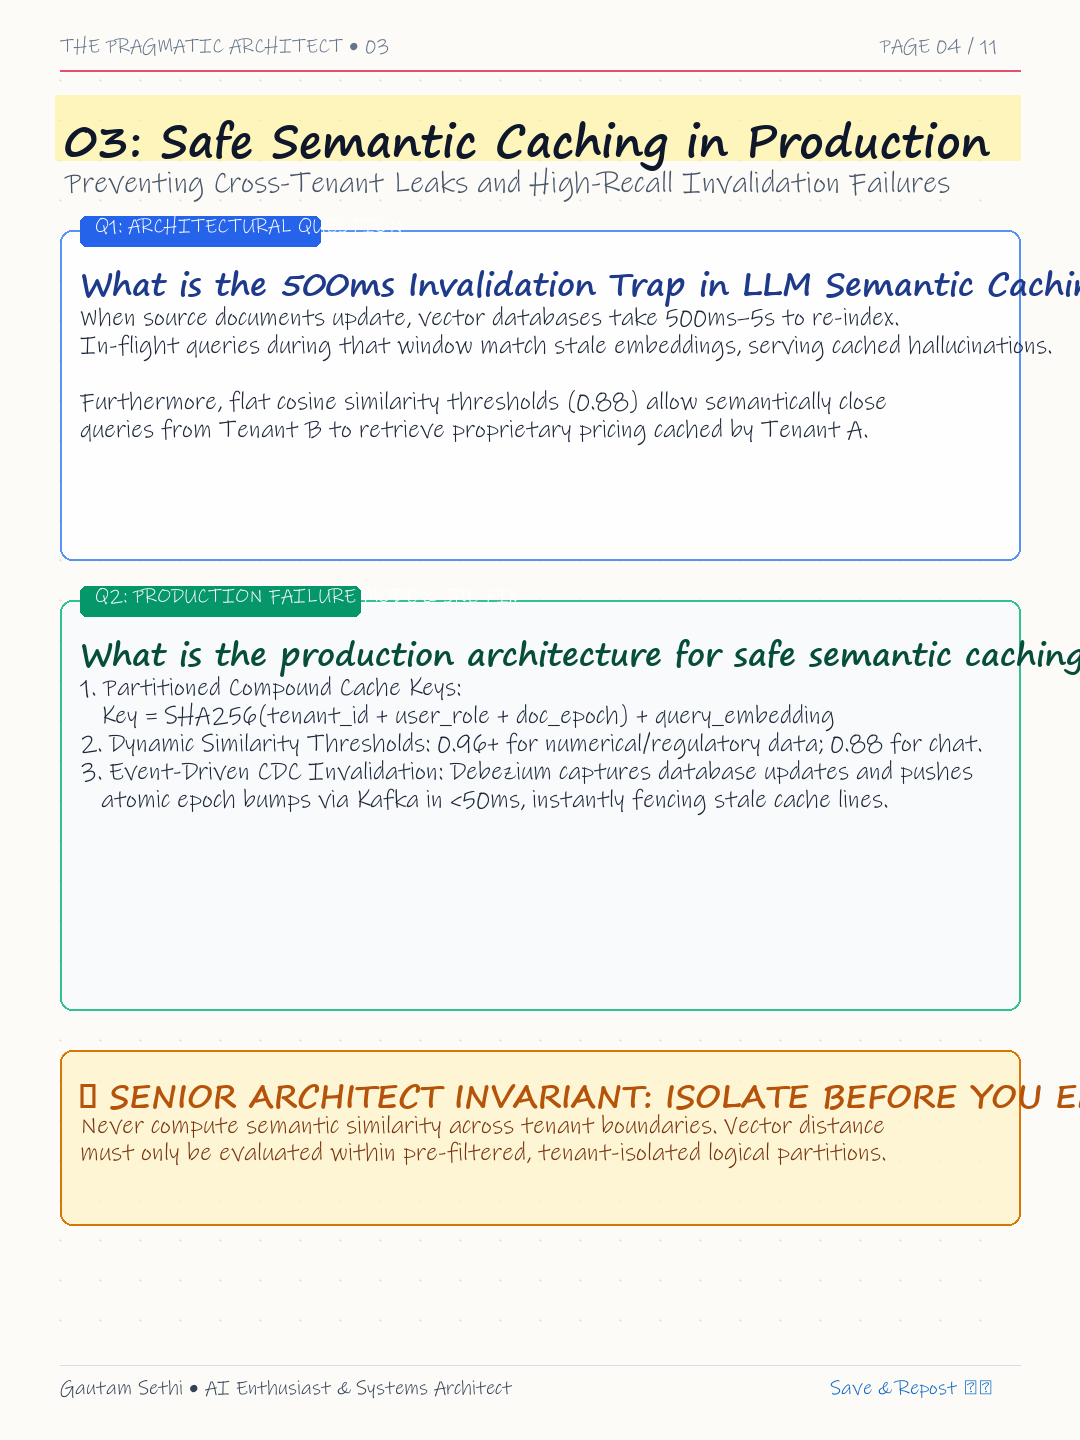 THE PRAGMATIC ARCHITECT • 03
PAGE 04 / 11
03: Safe Semantic Caching in Production
Preventing Cross-Tenant Leaks and High-Recall Invalidation Failures
Q1: ARCHITECTURAL QUESTION
What is the 500ms Invalidation Trap in LLM Semantic Cachin
When source documents update, vector databases take 500ms–5s to re-index.
In-flight queries during that window match stale embeddings, serving cached hallucinations.
Furthermore, flat cosine similarity thresholds (0.88) allow semantically close
queries from Tenant B to retrieve proprietary pricing cached by Tenant A.
Q2: PRODUCTION FAILURE
What is the production architecture for safe semantic caching
1. Partitioned Compound Cache Keys:
Key = SHA256(tenant_id + user_role + doc_epoch) + query_embedding
2. Dynamic Similarity Thresholds: 0.96+ for numerical/regulatory data; 0.88 for chat.
3. Event-Driven CDC Invalidation: Debezium captures database updates and pushes
atomic epoch bumps via Kafka in <50ms, instantly fencing stale cache lines.
SENIOR ARCHITECT INVARIANT: ISOLATE BEFORE YOU
Never compute semantic similarity across tenant boundaries. Vector distance
must only be evaluated within pre-filtered, tenant-isolated logical partitions.
Gautam Sethi • AI Enthusiast & Systems Architect
Save & Repost